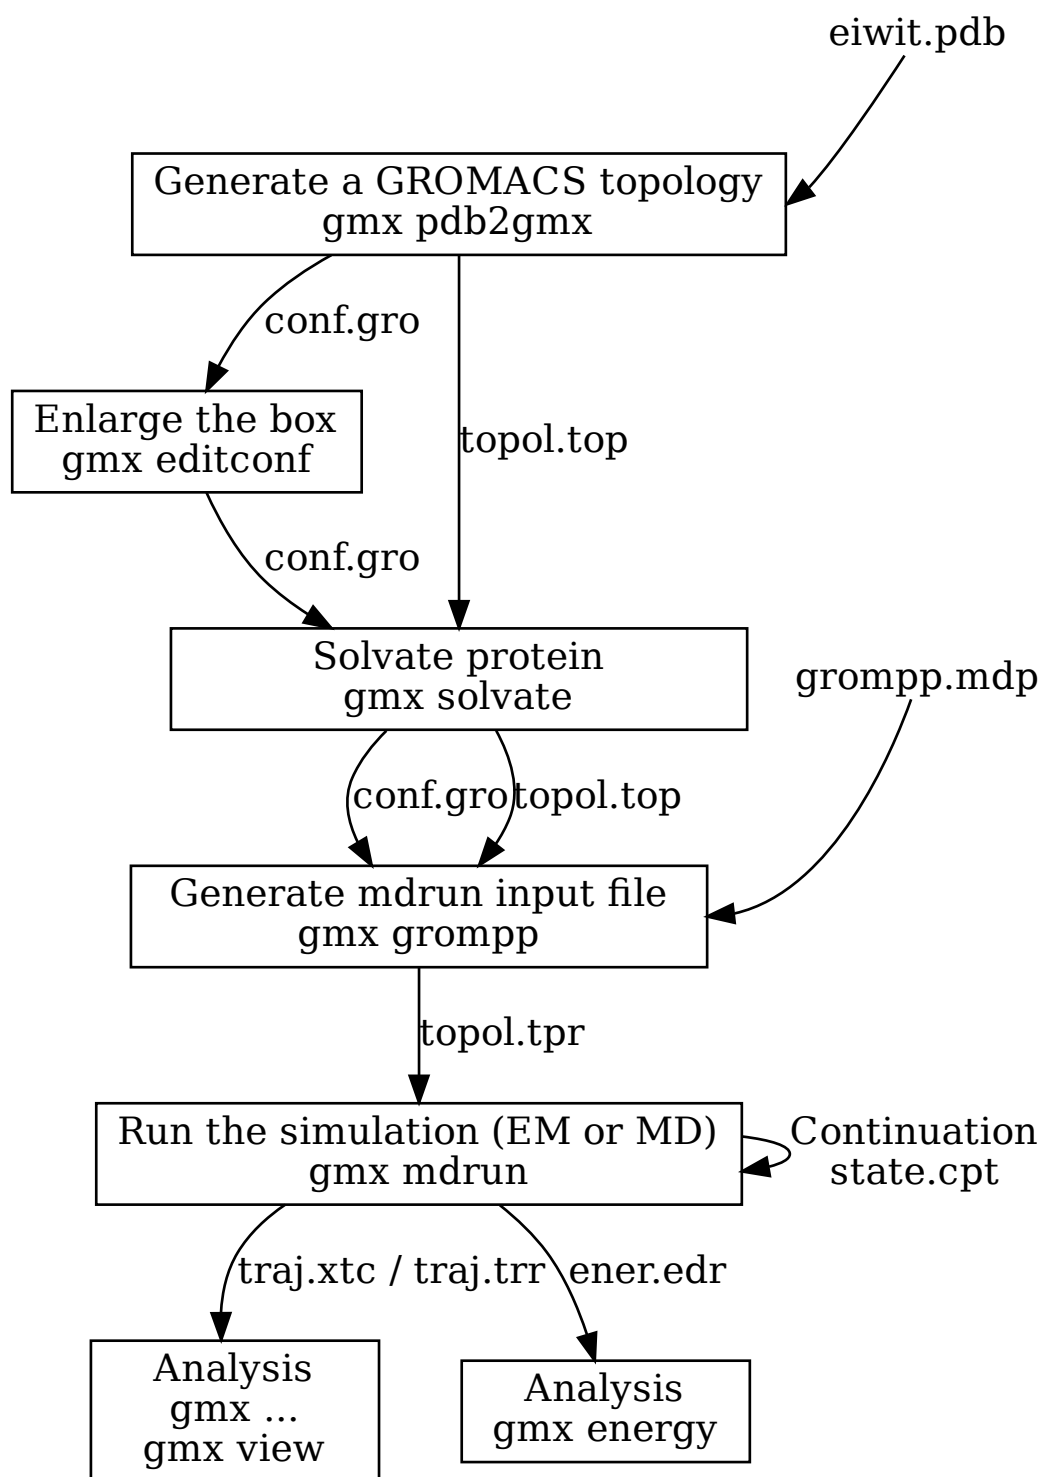 eiwit.pdb
Generate a GROMACS topology
gmx pdb2gmx
conf.gro
Enlarge the box
gmx editconf
topol.top
conf.gro
Solvate protein
gmx solvate
grompp.mdp
conf.gro
topol.top
Generate mdrun input file
gmx grompp
topol.tpr
Run the simulation (EM or MD)
gmx mdrun
Continuation
state.cpt
traj.xtc / traj.trr
ener.edr
Analysis
gmx ...
gmx view
Analysis
gmx energy